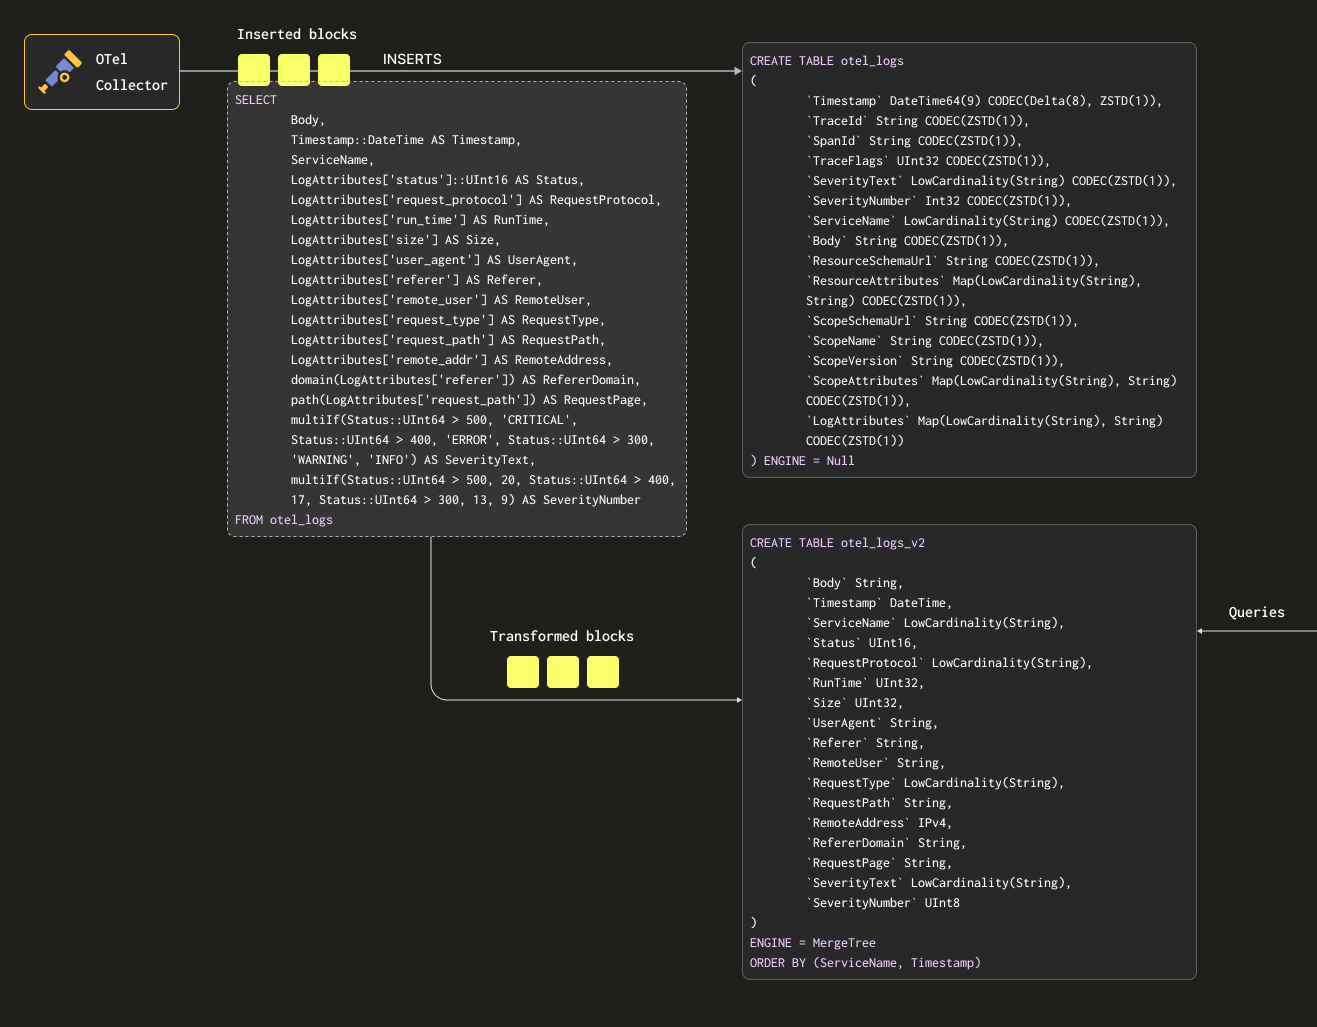 OTel
Collector
Inserted blocks
INSERTS
SELECT
Body,
Timestamp::DateTime AS Timestamp,
ServiceName,
LogAttributes['status']::UInt16 AS Status,
LogAttributes['request_protocol'] AS RequestProtocol,
LogAttributes['run_time'] AS RunTime,
LogAttributes['size'] AS Size,
LogAttributes['user_agent'] AS UserAgent,
LogAttributes['referer'] AS Referer,
LogAttributes['remote_user'] AS RemoteUser,
LogAttributes['request_type'] AS RequestType,
LogAttributes['request_path'] AS RequestPath,
LogAttributes['remote_addr'] AS RemoteAddress,
domain(LogAttributes['referer']) AS RefererDomain,
path(LogAttributes['request_path']) AS RequestPage,
multiIf(Status::UInt64 > 500, 'CRITICAL',
Status::UInt64 > 400, 'ERROR', Status::UInt64 > 300,
'WARNING', 'INFO') AS SeverityText,
multiIf(Status::UInt64 > 500, 20, Status::UInt64 > 400,
17, Status::UInt64 > 300, 13, 9) AS SeverityNumber
FROM otel_logs
CREATE TABLE otel_logs
(
`Timestamp` DateTime64(9) CODEC(Delta(8), ZSTD(1)),
`TraceId` String CODEC(ZSTD(1)),
`SpanId` String CODEC(ZSTD(1)),
`TraceFlags` UInt32 CODEC(ZSTD(1)),
`SeverityText` LowCardinality(String) CODEC(ZSTD(1)),
`SeverityNumber` Int32 CODEC(ZSTD(1)),
`ServiceName` LowCardinality(String) CODEC(ZSTD(1)),
`Body` String CODEC(ZSTD(1)),
`ResourceSchemaUrl` String CODEC(ZSTD(1)),
`ResourceAttributes` Map(LowCardinality(String),
String) CODEC(ZSTD(1)),
`ScopeSchemaUrl` String CODEC(ZSTD(1)),
`ScopeName` String CODEC(ZSTD(1)),
`ScopeVersion` String CODEC(ZSTD(1)),
`ScopeAttributes` Map(LowCardinality(String), String)
CODEC(ZSTD(1)),
`LogAttributes` Map(LowCardinality(String), String)
CODEC(ZSTD(1))
) ENGINE = Null
Transformed blocks
CREATE TABLE otel_logs_v2
(
`Body` String,
`Timestamp` DateTime,
`ServiceName` LowCardinality(String),
`Status` UInt16,
`RequestProtocol` LowCardinality(String),
`RunTime` UInt32,
`Size` UInt32,
`UserAgent` String,
`Referer` String,
`RemoteUser` String,
`RequestType` LowCardinality(String),
`RequestPath` String,
`RemoteAddress` IPv4,
`RefererDomain` String,
`RequestPage` String,
`SeverityText` LowCardinality(String),
`SeverityNumber` UInt8
)
ENGINE = MergeTree
ORDER BY (ServiceName, Timestamp)
Queries